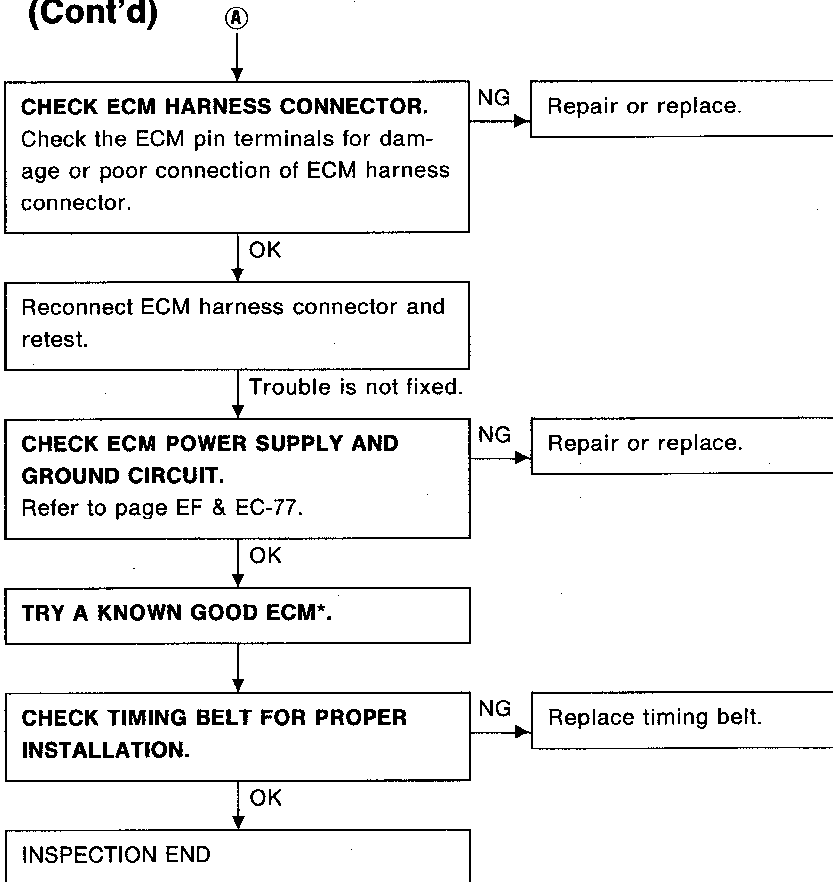 (Cont'd)
Ⓐ
CHECK ECM HARNESS CONNECTOR.
Check the ECM pin terminals for dam-
age or poor connection of ECM harness
connector.
NG
Repair or replace.
OK
Reconnect ECM harness connector and
retest.
Trouble is not fixed.
CHECK ECM POWER SUPPLY AND
GROUND CIRCUIT.
Refer to page EF & EC-77.
NG
Repair or replace.
OK
TRY A KNOWN GOOD ECM*.
CHECK TIMING BELT FOR PROPER
INSTALLATION.
NG
Replace timing belt.
OK
INSPECTION END